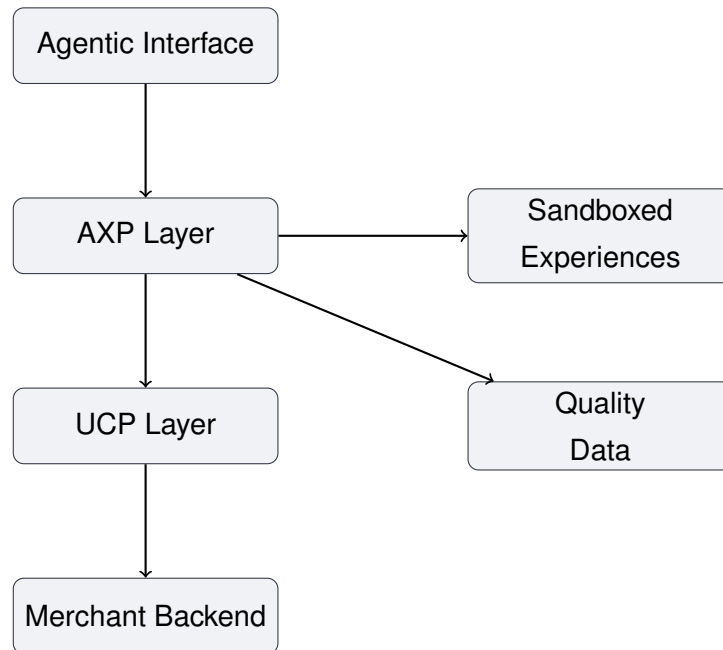 Agentic Interface
AXP Layer
Sandboxed
Experiences
UCP Layer
Quality
Data
Merchant Backend